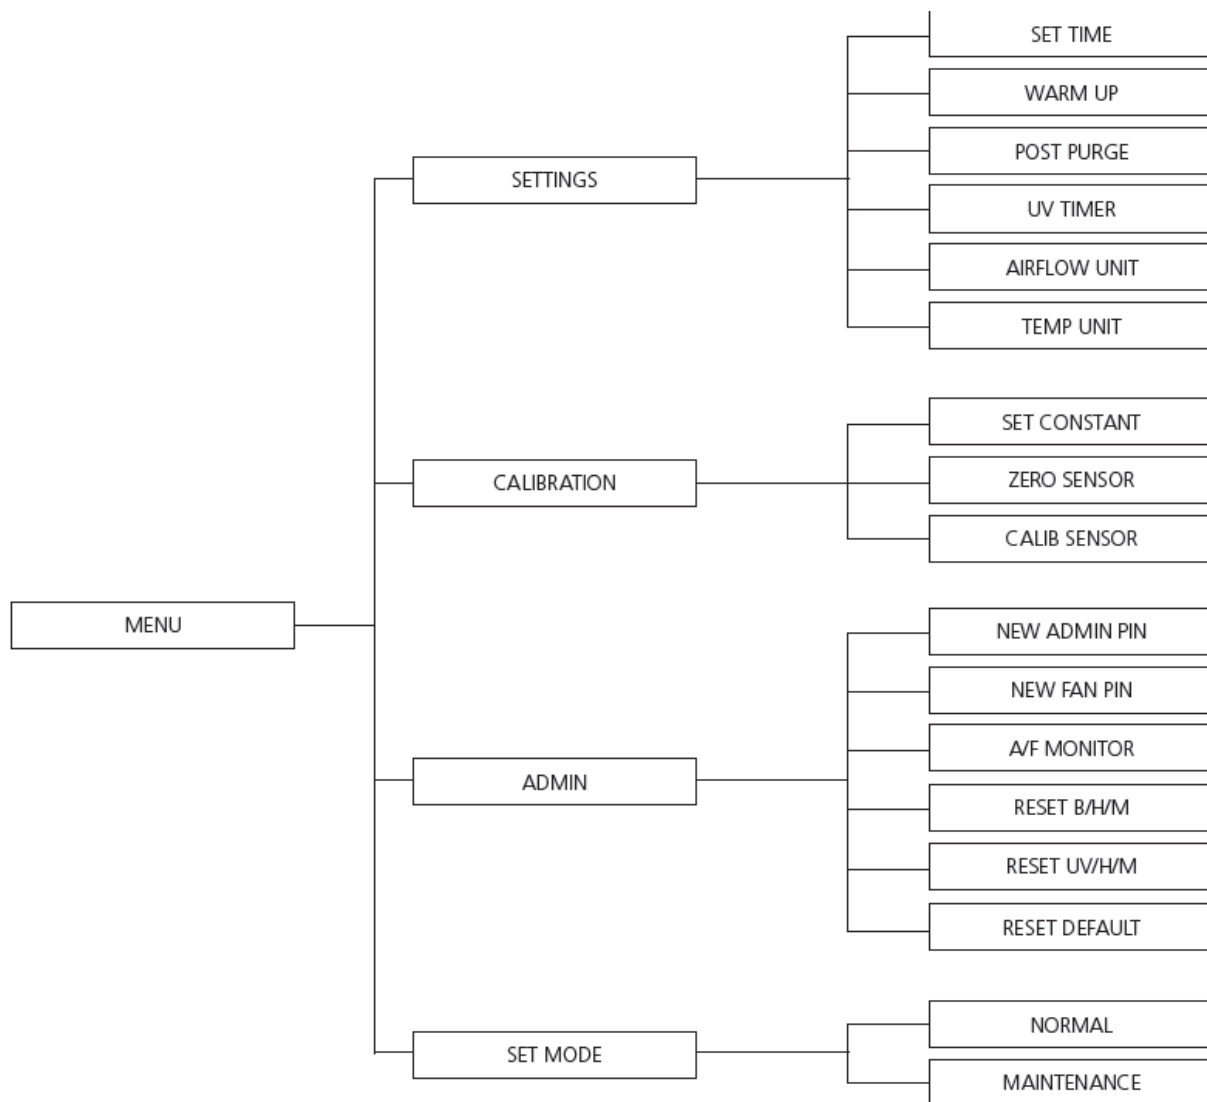 MENU
SETTINGS
SET TIME
WARM UP
POST PURGE
UV TIMER
AIRFLOW UNIT
TEMP UNIT
CALIBRATION
SET CONSTANT
ZERO SENSOR
CALIB SENSOR
ADMIN
NEW ADMIN PIN
NEW FAN PIN
A/F MONITOR
RESET B/H/M
RESET UV/H/M
RESET DEFAULT
SET MODE
NORMAL
MAINTENANCE